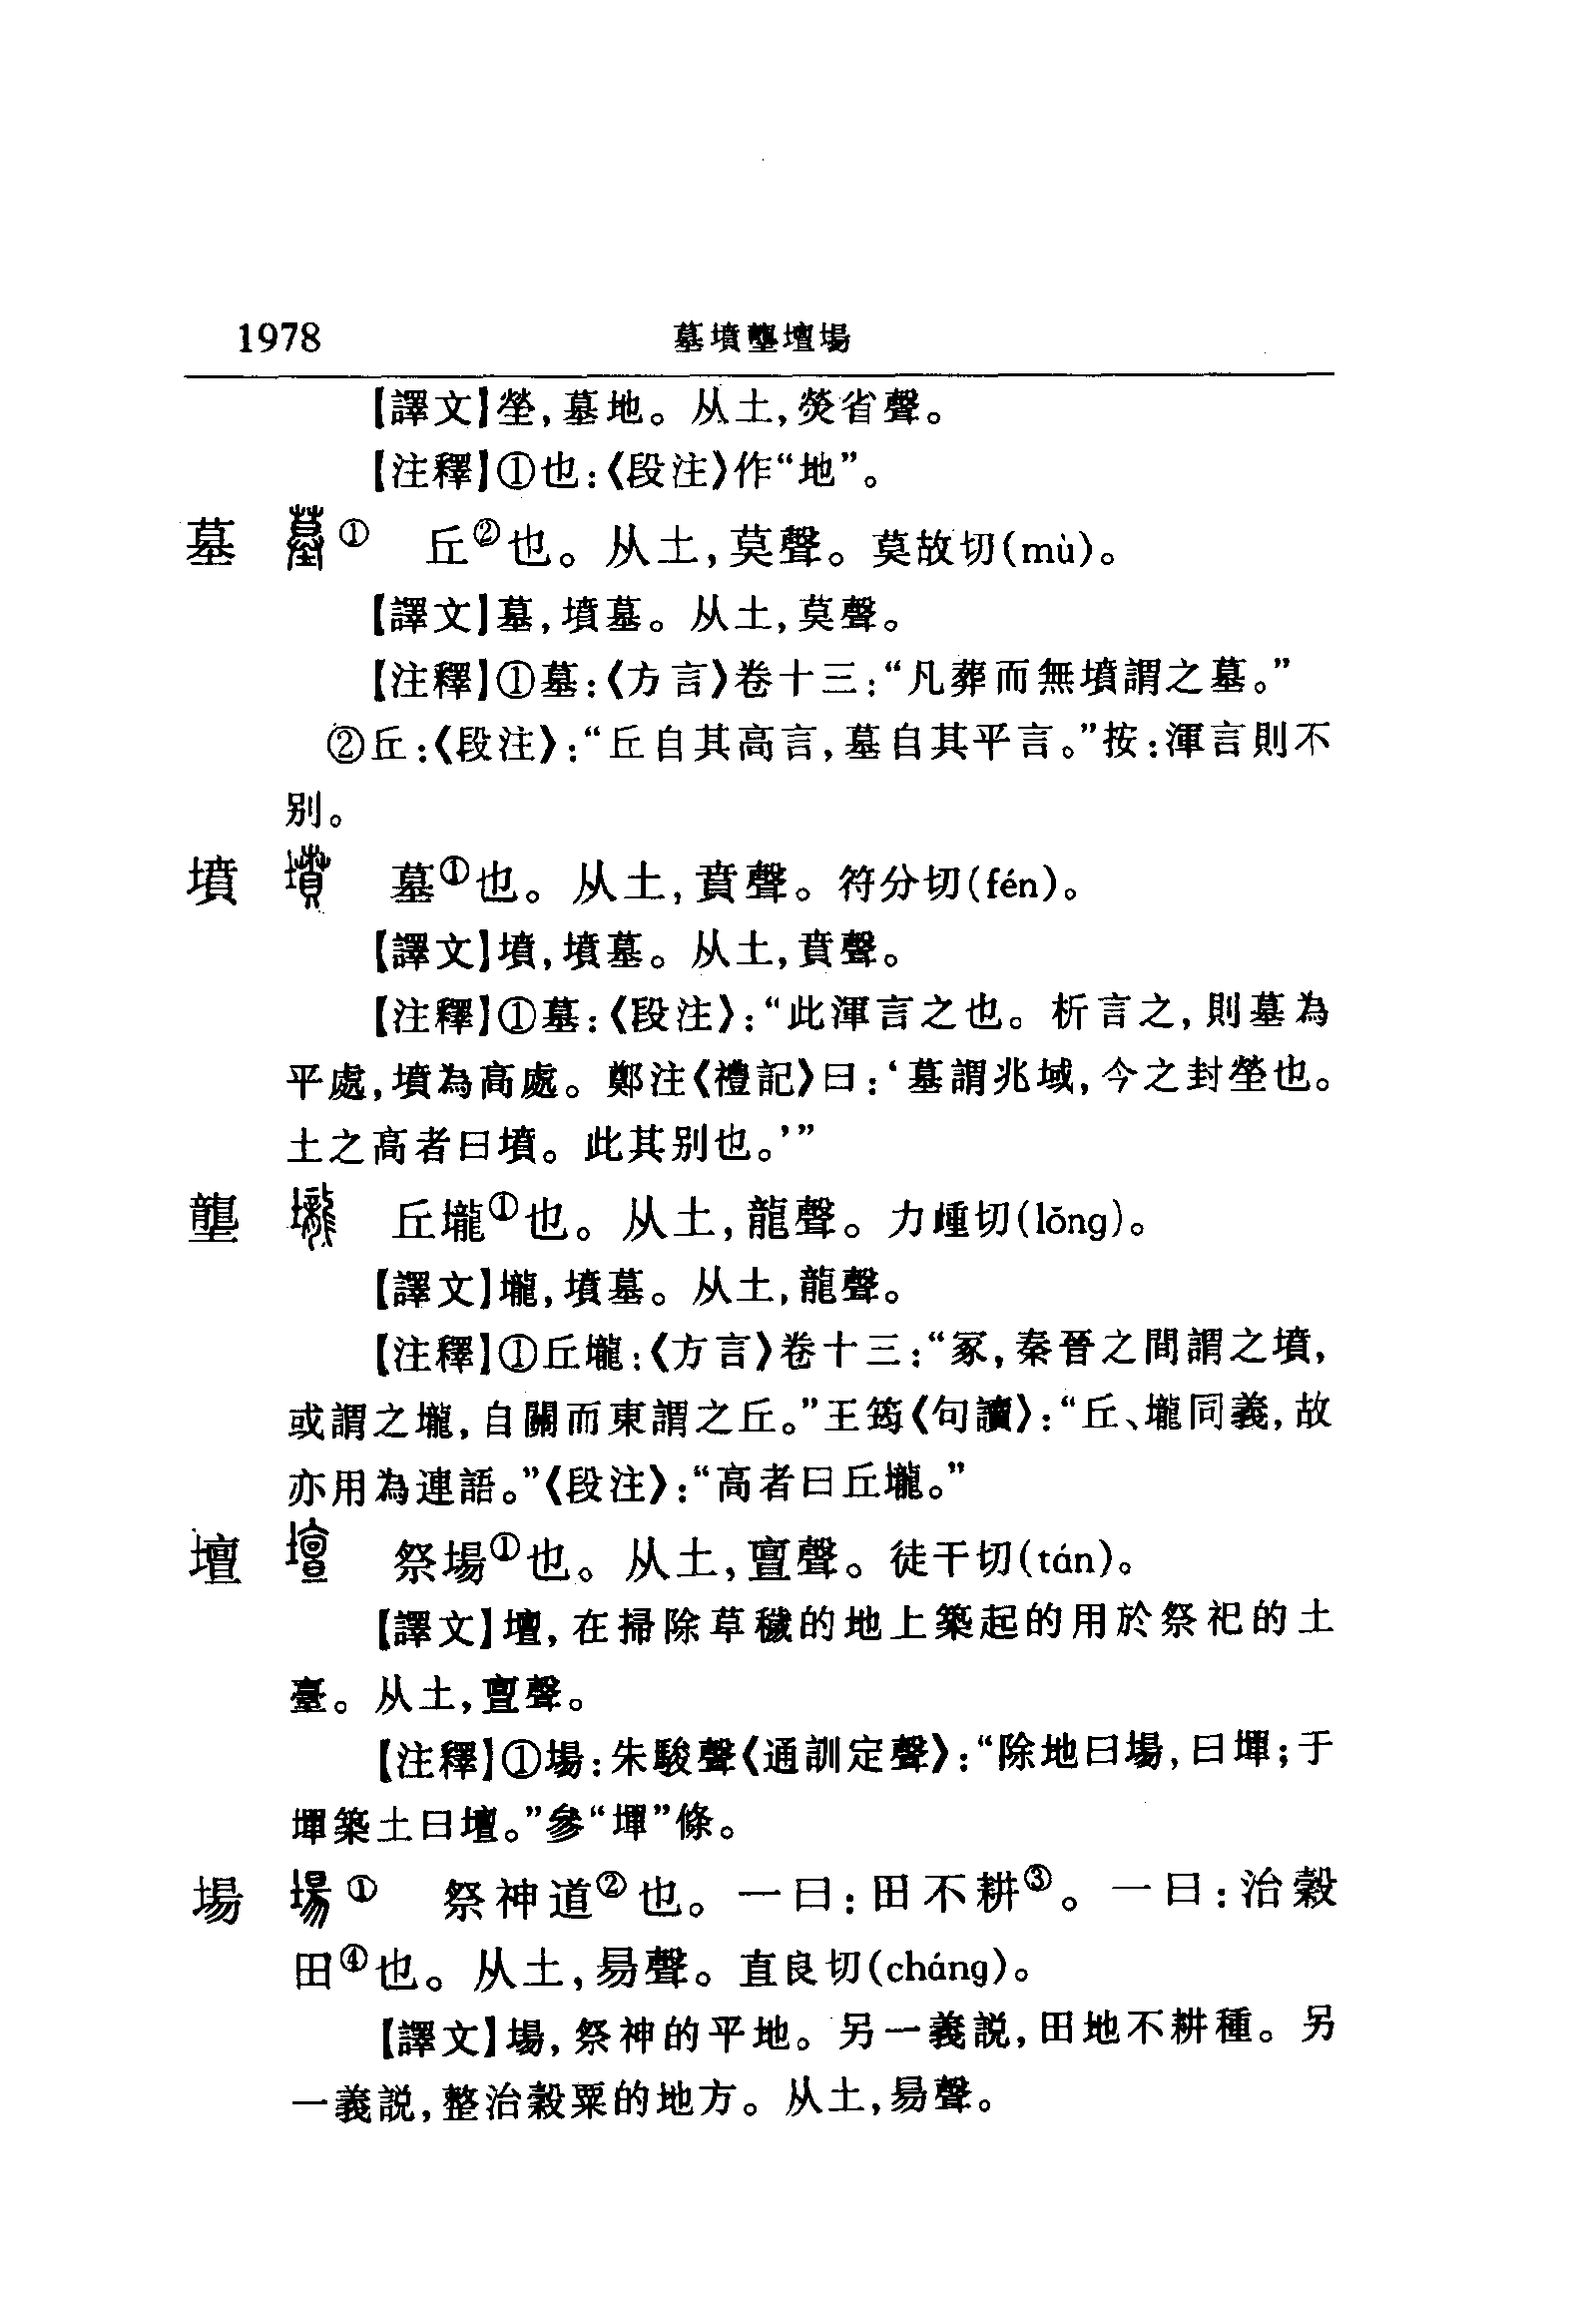 1978 墓墳壟壇場
【譯文】塋,墓地。从土,熒省聲。
【注釋】①也:《段注》作“地”。
墓 ① 丘②也。从土,莫聲。莫故切(mù)。
【譯文】墓,墳墓。从土,莫聲。
【注釋】①墓:《方言》卷十三:“凡葬而無墳謂之墓。”
②丘:《段注》:“丘自其高言,墓自其平言。”按:渾言則不
別。
墳 墓①也。从土,賁聲。符分切(fén)。
【譯文】墳,墳墓。从土,賁聲。
【注釋】①墓:《段注》:“此渾言之也。析言之,則墓為
平處,墳為高處。鄭注《禮記》曰:‘墓謂兆域,今之封塋也。
土之高者曰墳。此其別也。’”
壟 丘壠①也。从土,龍聲。力歱切(lǒng)。
【譯文】壠,墳墓。从土,龍聲。
【注釋】①丘壠:《方言》卷十三:“冢,秦晉之間謂之墳,
或謂之壠,自關而東謂之丘。”王筠《句讀》:“丘、壠同義,故
亦用為連語。”《段注》:“高者曰丘壠。”
壇 祭場①也。从土,亶聲。徒干切(tán)。
【譯文】壇,在掃除草穢的地上築起的用於祭祀的土
臺。从土,亶聲。
【注釋】①場:朱駿聲《通訓定聲》:“除地曰場,曰墠;于
墠築土曰壇。”參“墠”條。
場 ① 祭神道②也。一曰:田不耕③。一曰:治穀
田④也。从土,昜聲。直良切(cháng)。
【譯文】場,祭神的平地。另一義説,田地不耕種。另
一義説,整治穀粟的地方。从土,昜聲。